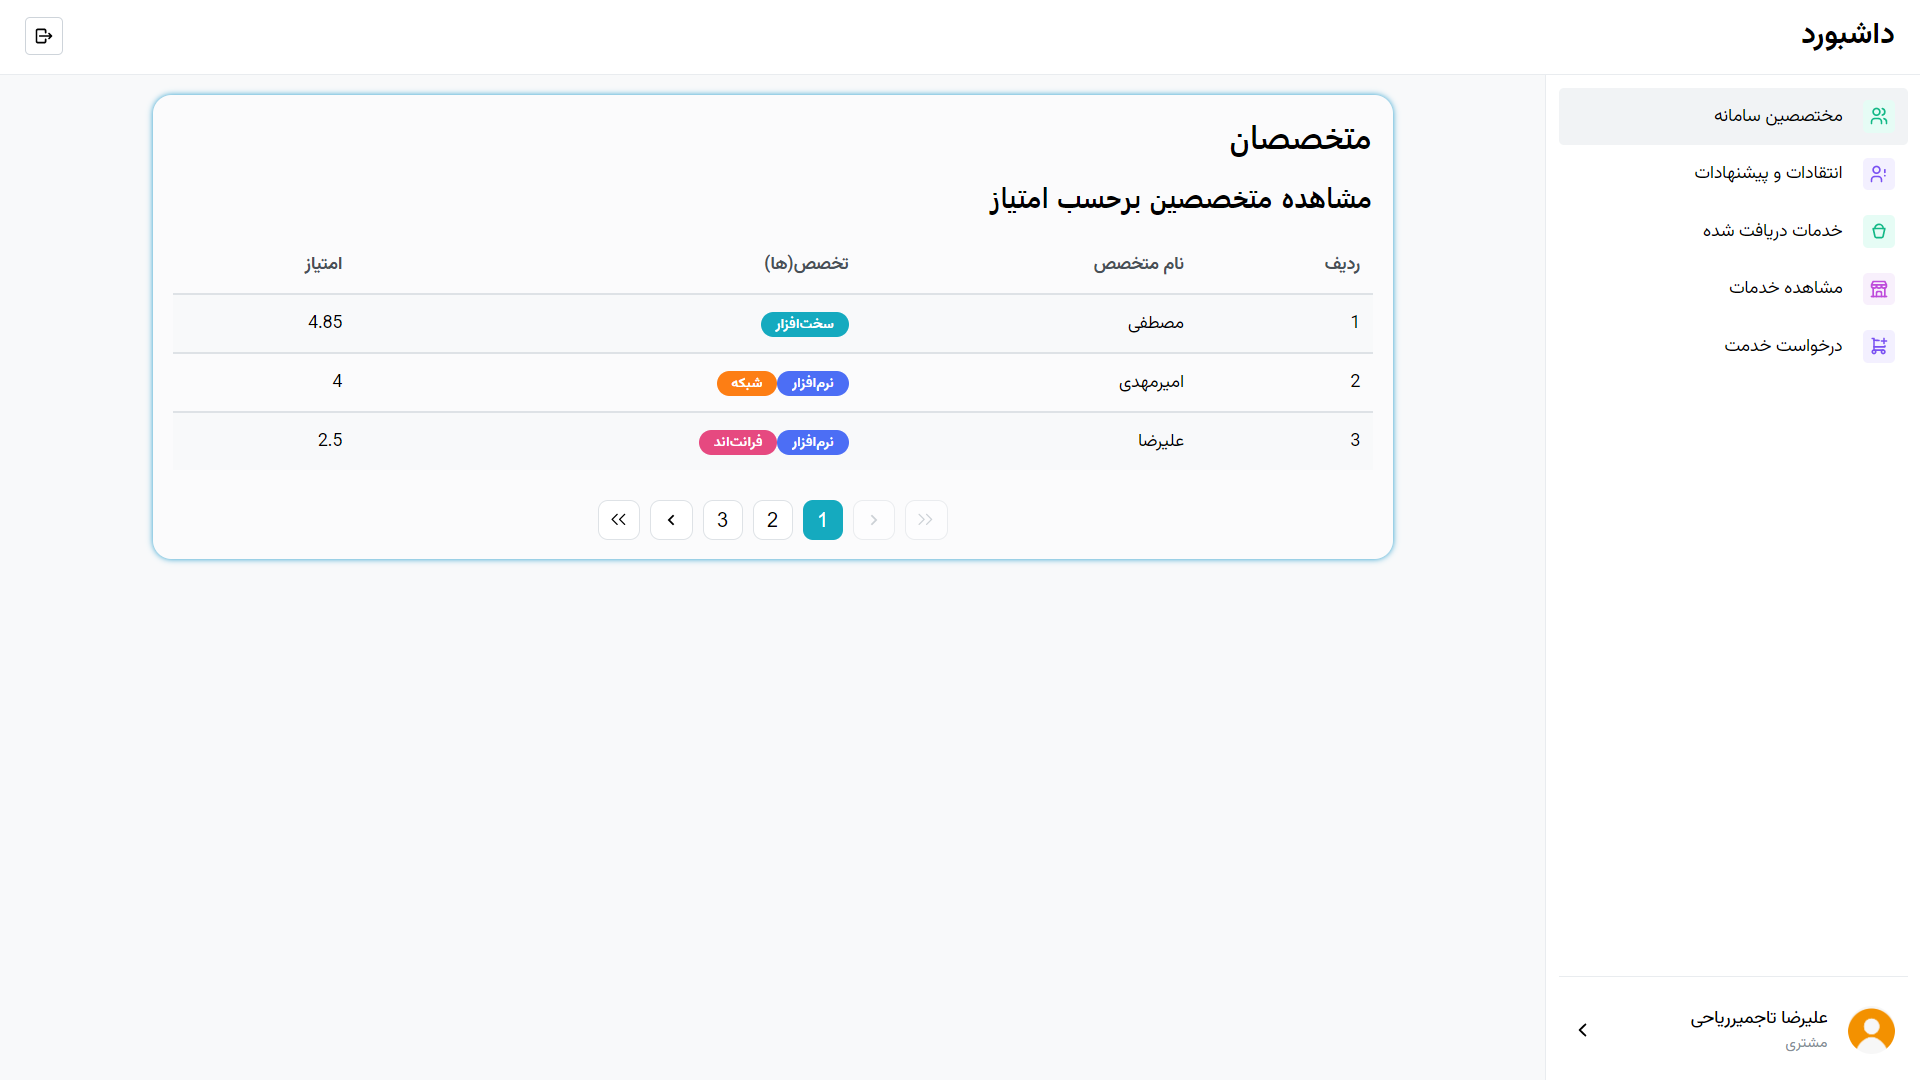 داشبورد
مختصصین سامانه
انتقادات و پیشنهادات
خدمات دریافت شده
مشاهده خدمات
درخواست خدمت
متخصصان
مشاهده متخصصین برحسب امتیاز
ردیف نام متخصص تخصص(ها) امتیاز
1 مصطفی سخت‌افزار 4.85
2 امیرمهدی نرم‌افزار شبکه 4
3 علیرضا نرم‌افزار فرانت‌اند 2.5
1 2 3
علیرضا تاجمیرریاحی
مشتری